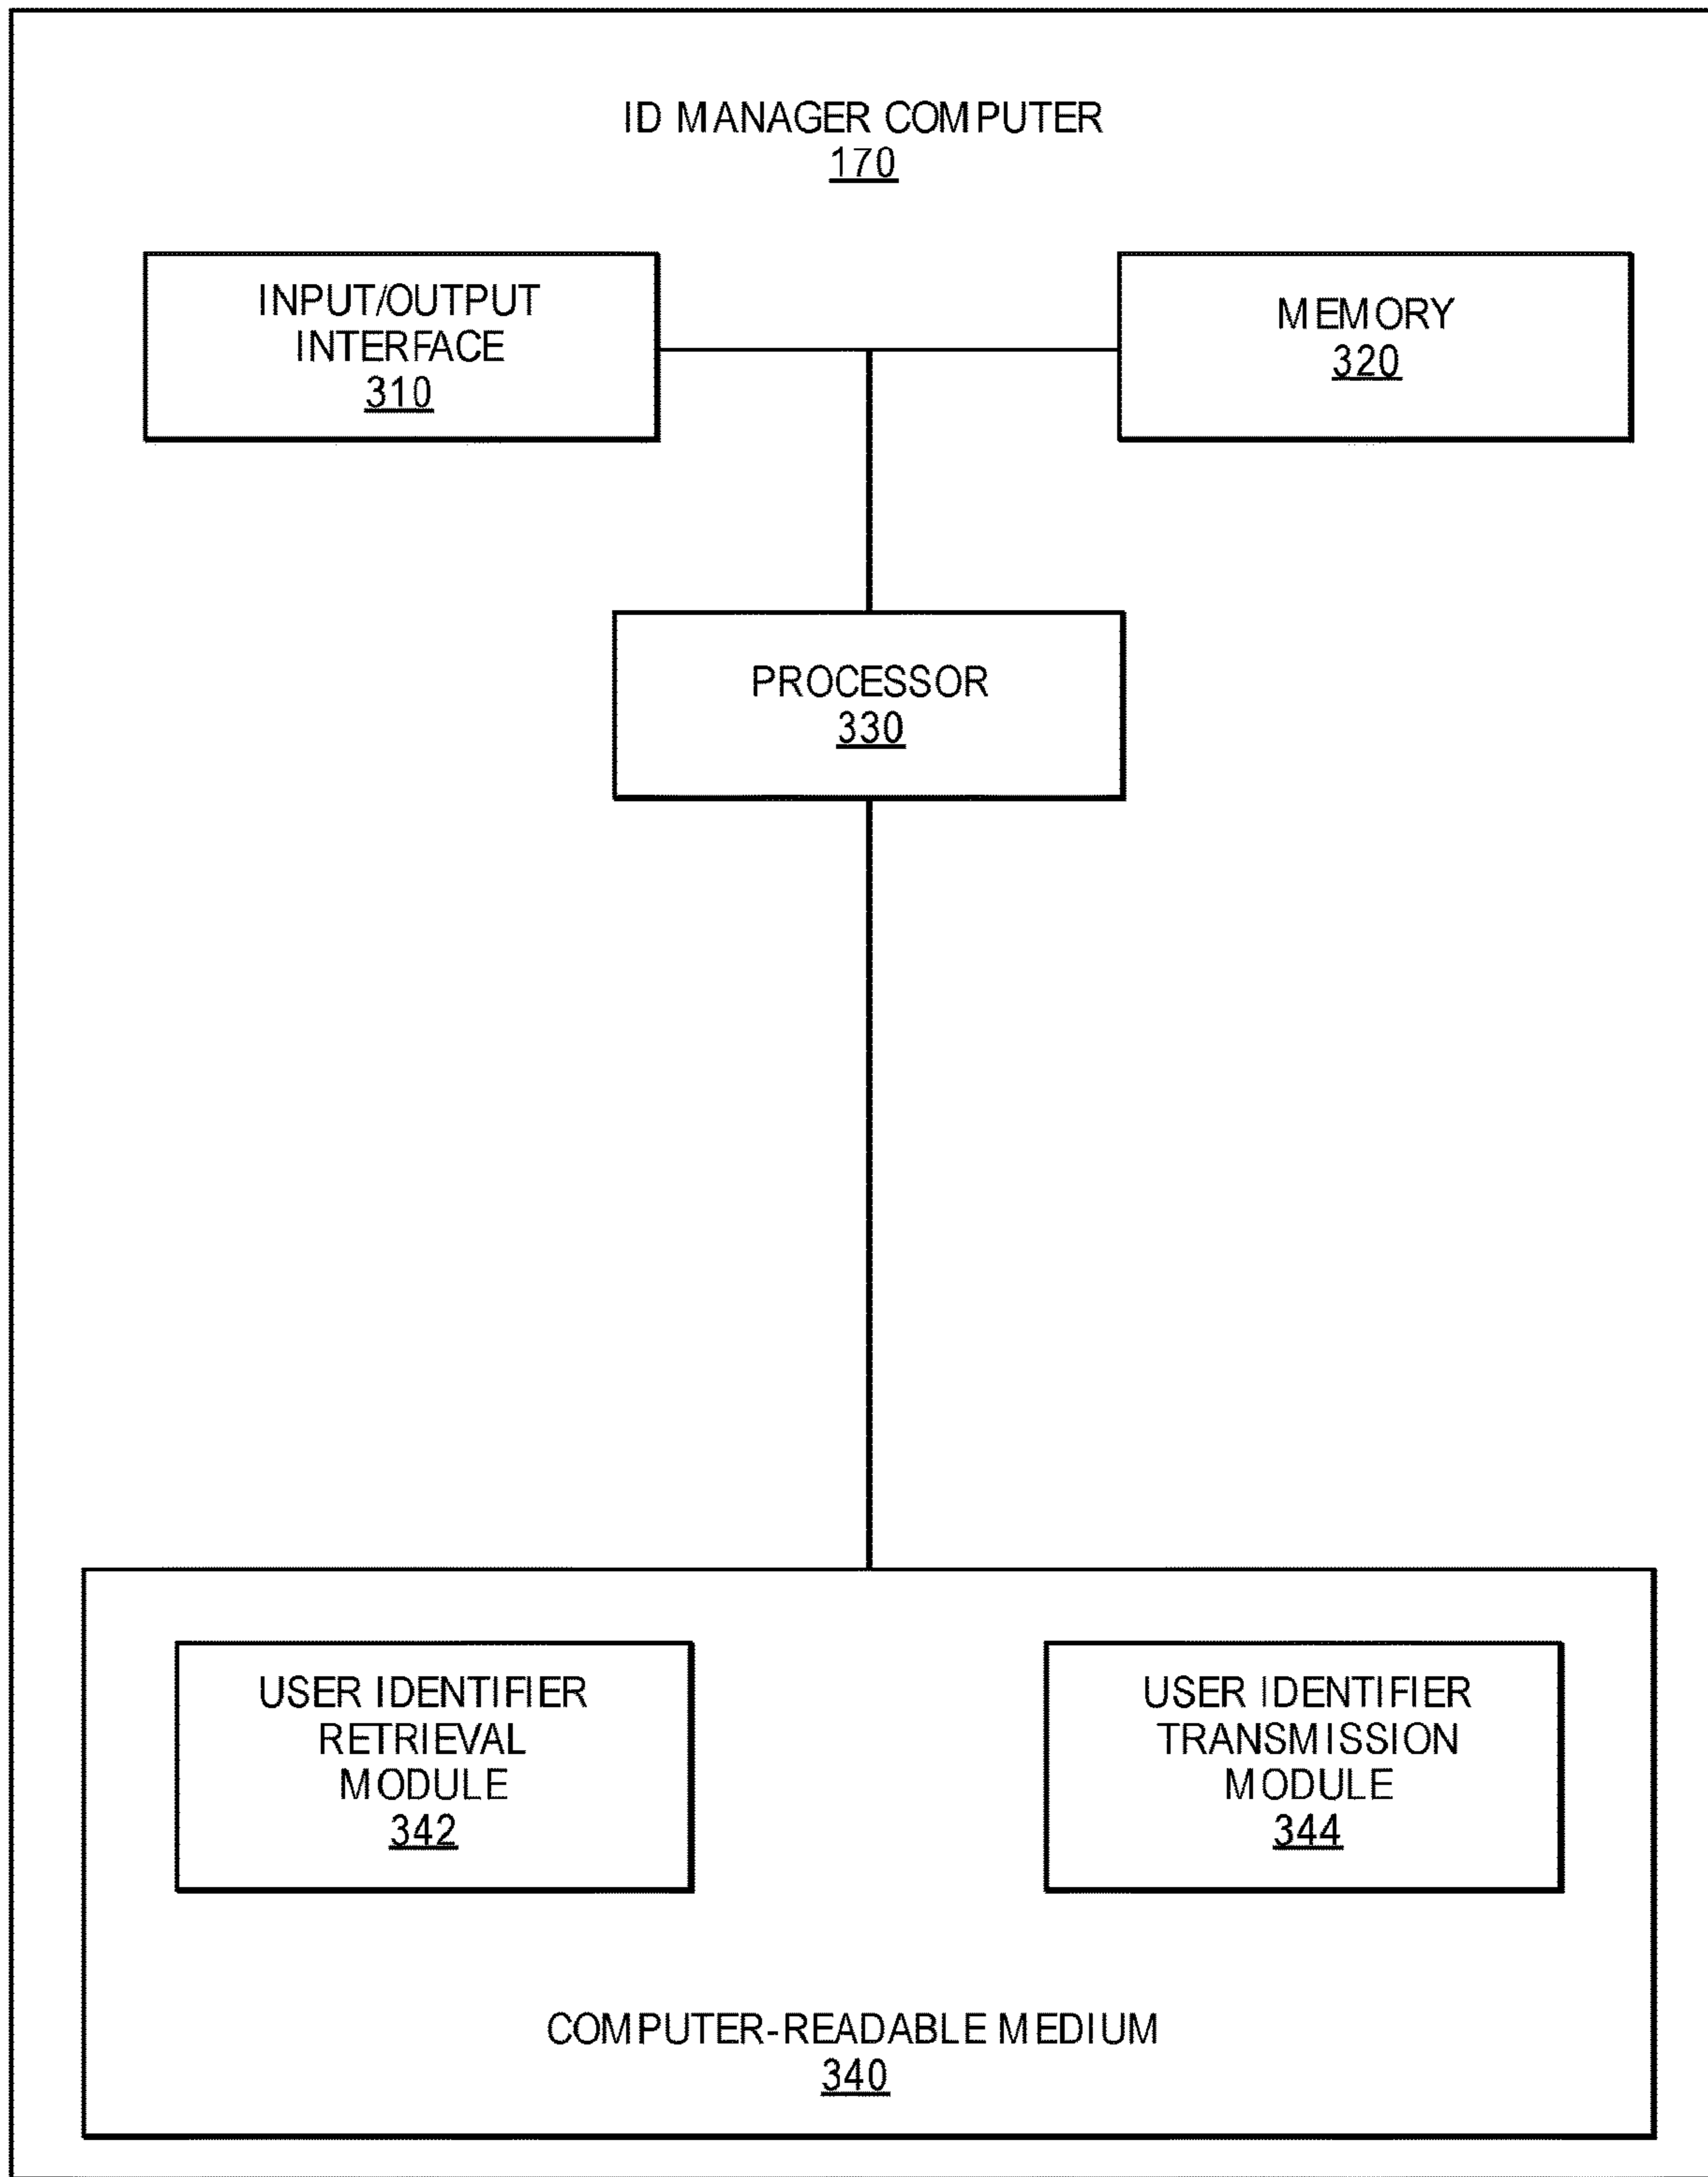 ID MANAGER COMPUTER
170
INPUT/OUTPUT
INTERFACE
310
MEMORY
320
PROCESSOR
330
USER IDENTIFIER
RETRIEVAL
MODULE
342
USER IDENTIFIER
TRANSMISSION
MODULE
344
COMPUTER-READABLE MEDIUM
340